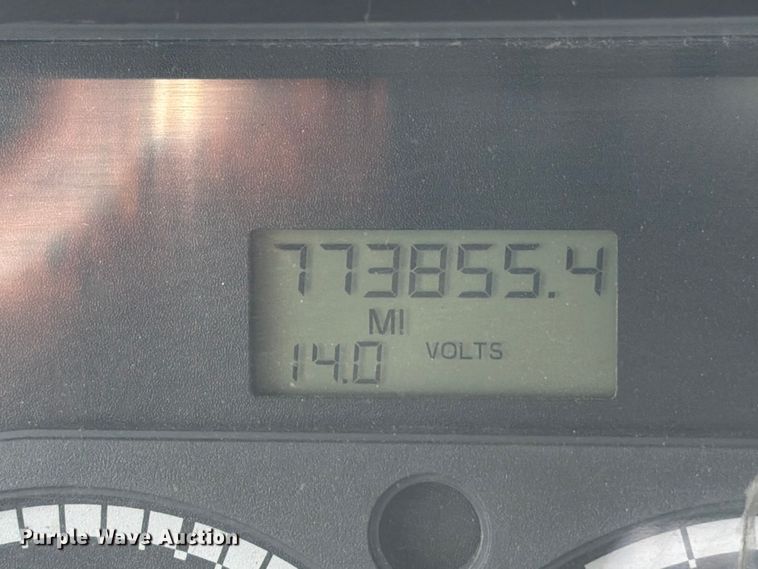 773855.4
MI
14.0 VOLTS
Purple Wave Auction